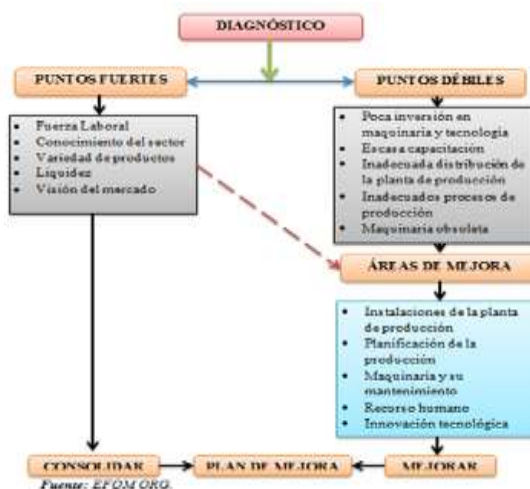 DIAGNÓSTICO
PUNTOS FUERTES
Fuerza Laboral
Conocimiento del sector
Variedad de productos
Liquidez
Visión del mercado
PUNTOS DÉBILES
Poca inversión en
maquinaria y tecnología
Escasa capacitación
Inadecuada distribución de
la planta de producción
Inadecuados procesos de
producción
Maquinaria obsoleta
ÁREAS DE MEJORA
Instalaciones de la planta
de producción
Planificación de la
producción
Maquinaria y su
mantenimiento
Recurso humano
Innovación tecnológica
CONSOLIDAR
PLAN DE MEJORA
MEJORAR
Fuente: EFQM ORG.